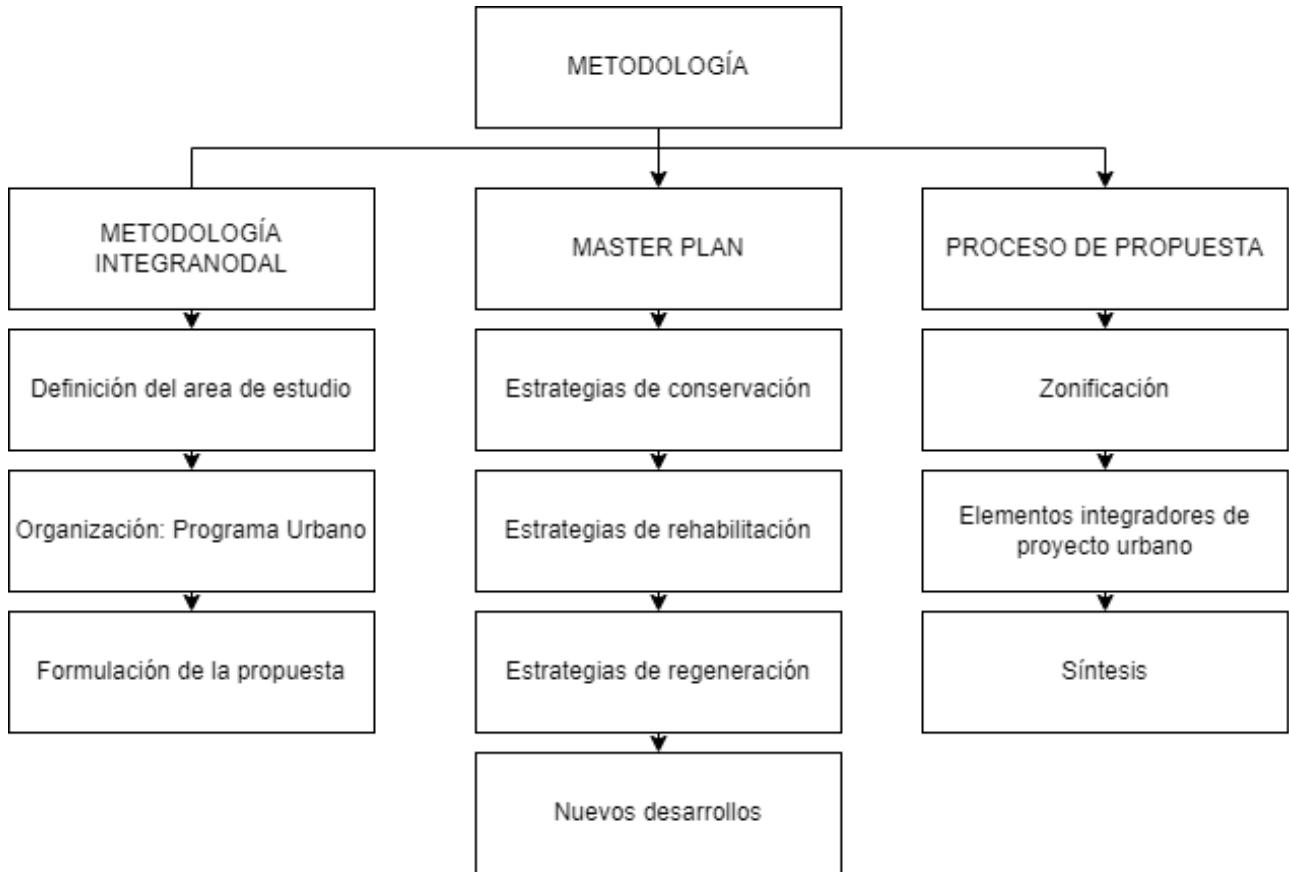 METODOLOGÍA
METODOLOGÍA
INTEGRANODAL
MASTER PLAN
PROCESO DE PROPUESTA
Definición del area de estudio
Estrategias de conservación
Zonificación
Organización: Programa Urbano
Estrategias de rehabilitación
Elementos integradores de
proyecto urbano
Formulación de la propuesta
Estrategias de regeneración
Síntesis
Nuevos desarrollos